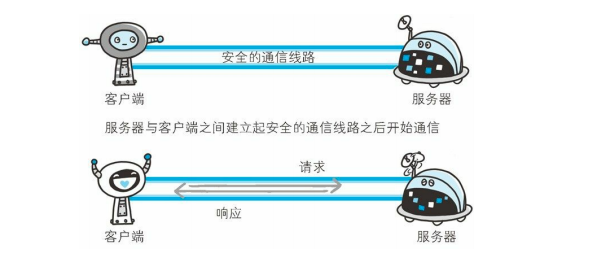 安全的通信线路
客户端
服务器
服务器与客户端之间建立起安全的通信线路之后开始通信
请求
响应
客户端
服务器